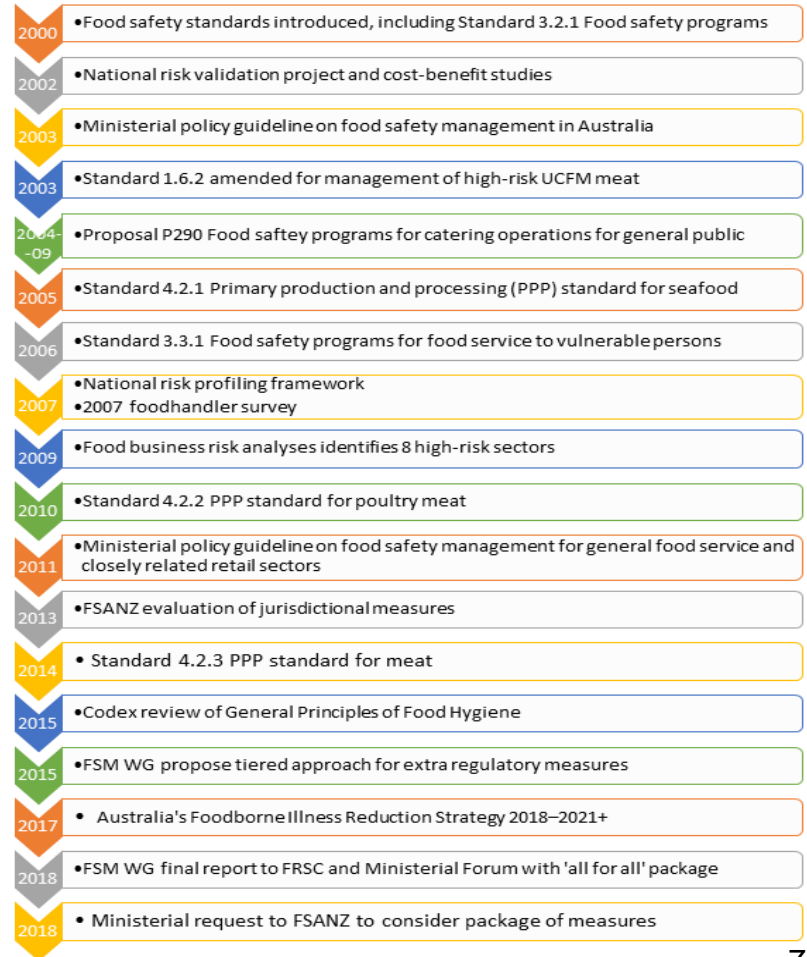 2000
•Food safety standards introduced, including Standard 3.2.1 Food safety programs
2002
•National risk validation project and cost-benefit studies
2003
•Ministerial policy guideline on food safety management in Australia
2003
•Standard 1.6.2 amended for management of high-risk UCFM meat
2004-
-09
•Proposal P290 Food saftey programs for catering operations for general public
2005
•Standard 4.2.1 Primary production and processing (PPP) standard for seafood
2006
•Standard 3.3.1 Food safety programs for food service to vulnerable persons
2007
•National risk profiling framework
•2007 foodhandler survey
2009
•Food business risk analyses identifies 8 high-risk sectors
2010
•Standard 4.2.2 PPP standard for poultry meat
2011
•Ministerial policy guideline on food safety management for general food service and
closely related retail sectors
2013
•FSANZ evaluation of jurisdictional measures
2014
• Standard 4.2.3 PPP standard for meat
2015
•Codex review of General Principles of Food Hygiene
2015
•FSM WG propose tiered approach for extra regulatory measures
2017
• Australia's Foodborne Illness Reduction Strategy 2018–2021+
2018
•FSM WG final report to FRSC and Ministerial Forum with 'all for all' package
2018
• Ministerial request to FSANZ to consider package of measures